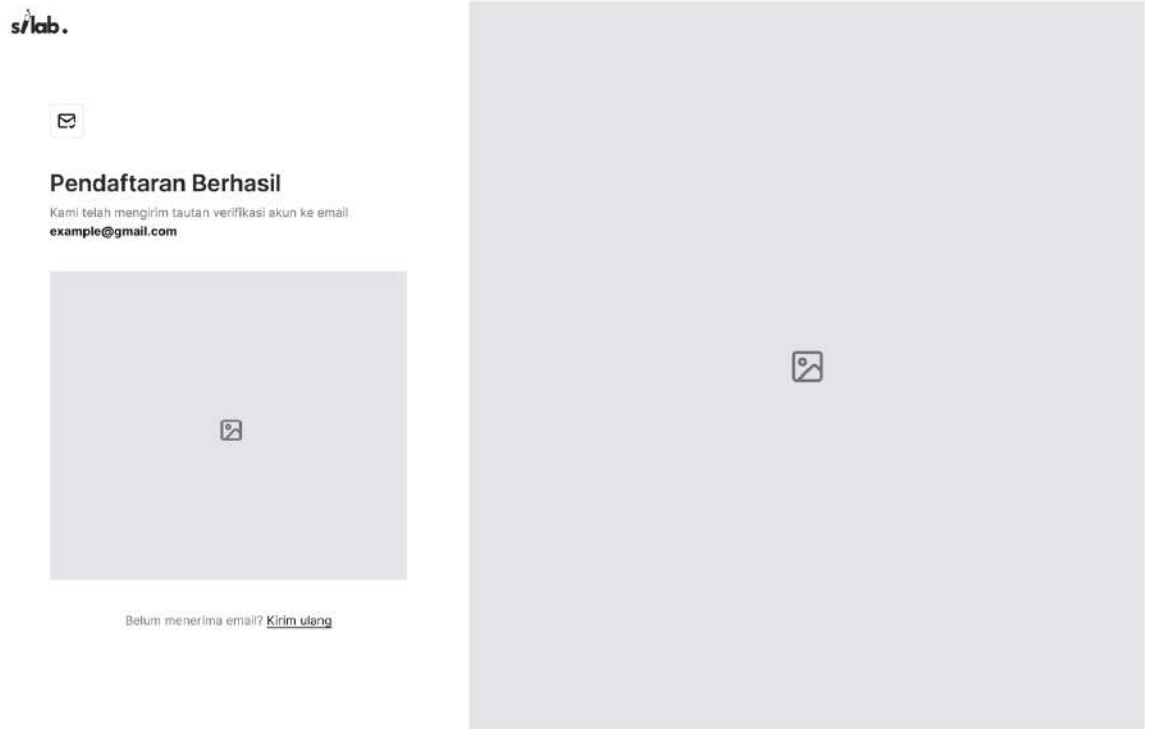 silab.
Pendaftaran Berhasil
Kami telah mengirim tautan verifikasi akun ke email
example@gmail.com
Belum menerima email? Kirim ulang